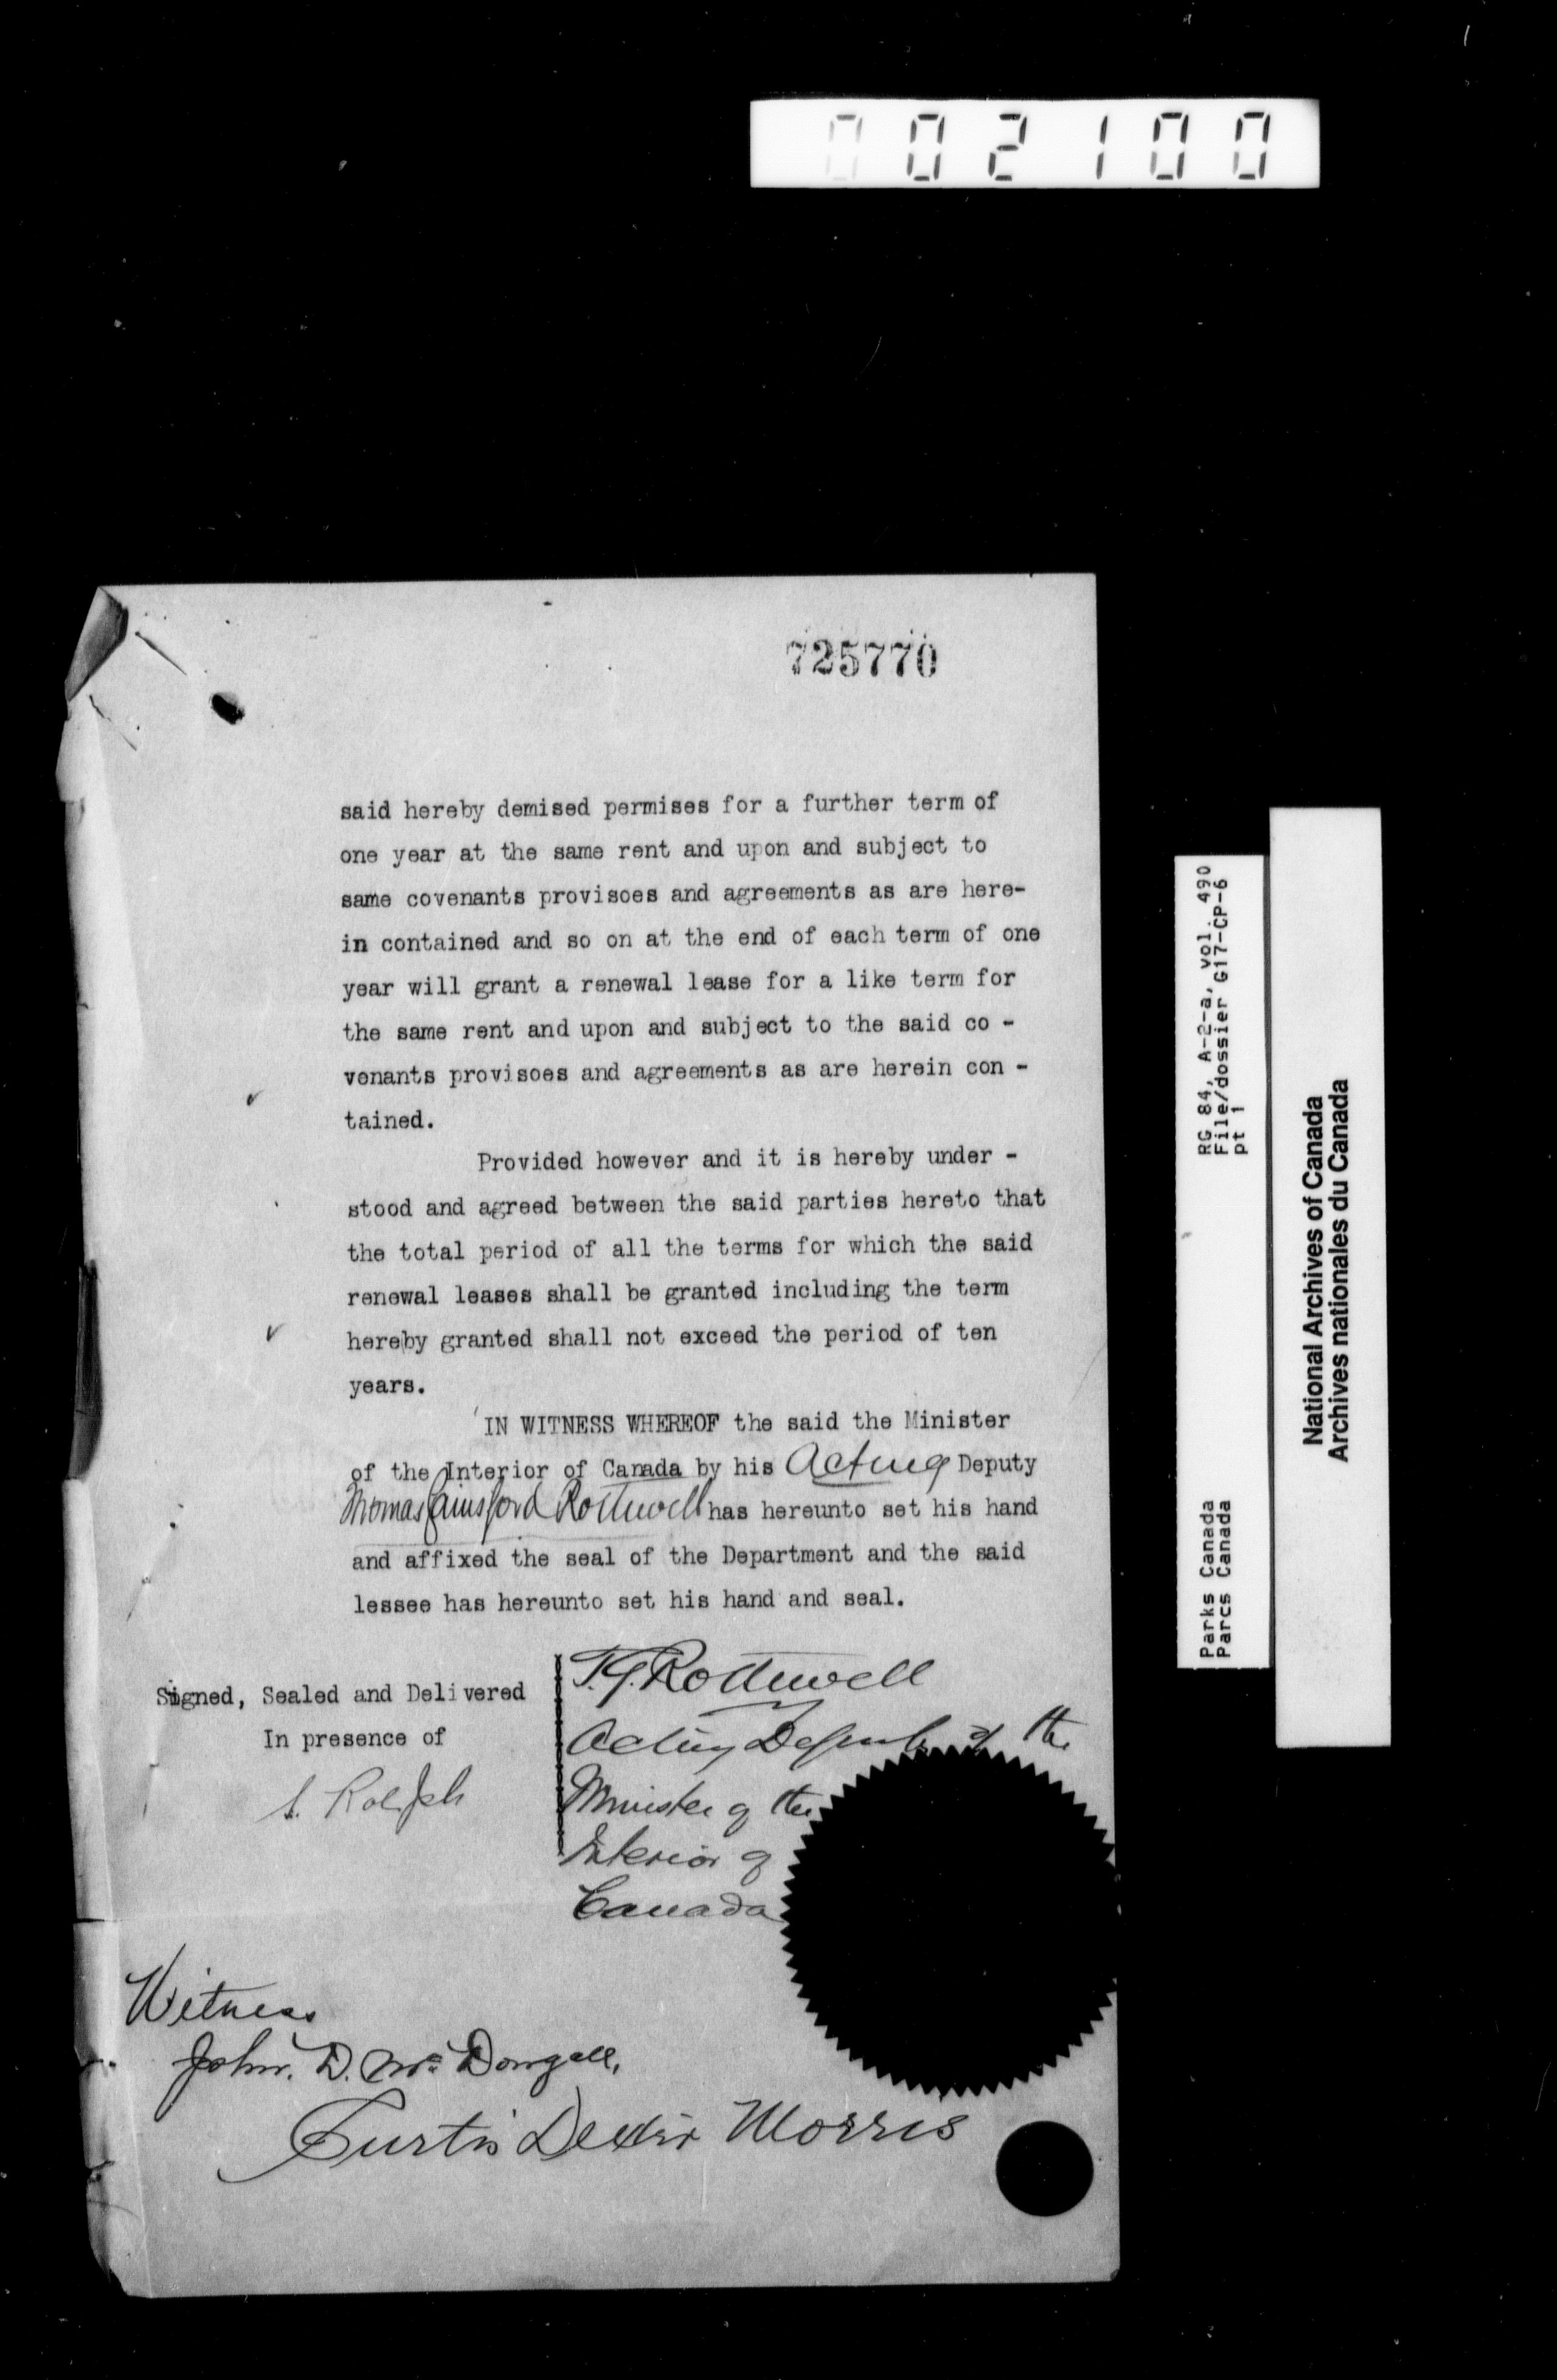 002100
725770
said hereby demised permises for a further term of
one year at the same rent and upon and subject to
same covenants provisoes and agreements as are here-
in contained and so on at the end of each term of one
year will grant a renewal lease for a like term for
the same rent and upon and subject to the said co -
venants provisoes and agreements as are herein con -
tained.
Provided however and it is hereby under -
stood and agreed between the said parties hereto that
the total period of all the terms for which the said
renewal leases shall be granted including the term
hereby granted shall not exceed the period of ten
years.
IN WITNESS WHEREOF the said the Minister
of the Interior of Canada by his Acting Deputy
Thomas Gainsford Rothwell has hereunto set his hand
and affixed the seal of the Department and the said
lessee has hereunto set his hand and seal.
Signed, Sealed and Delivered
In presence of
S. Rolph
T.G. Rothwell
Acting Deputy of the
Minister of the
Interior of
Canada
Witness
John. D. Mc Dougall,
Curtis Morris
RG 84, A-2-a, vol. 490
File/dossier G17-CP-6
pt 1
Parks Canada
Parcs Canada
National Archives of Canada
Archives nationales du Canada